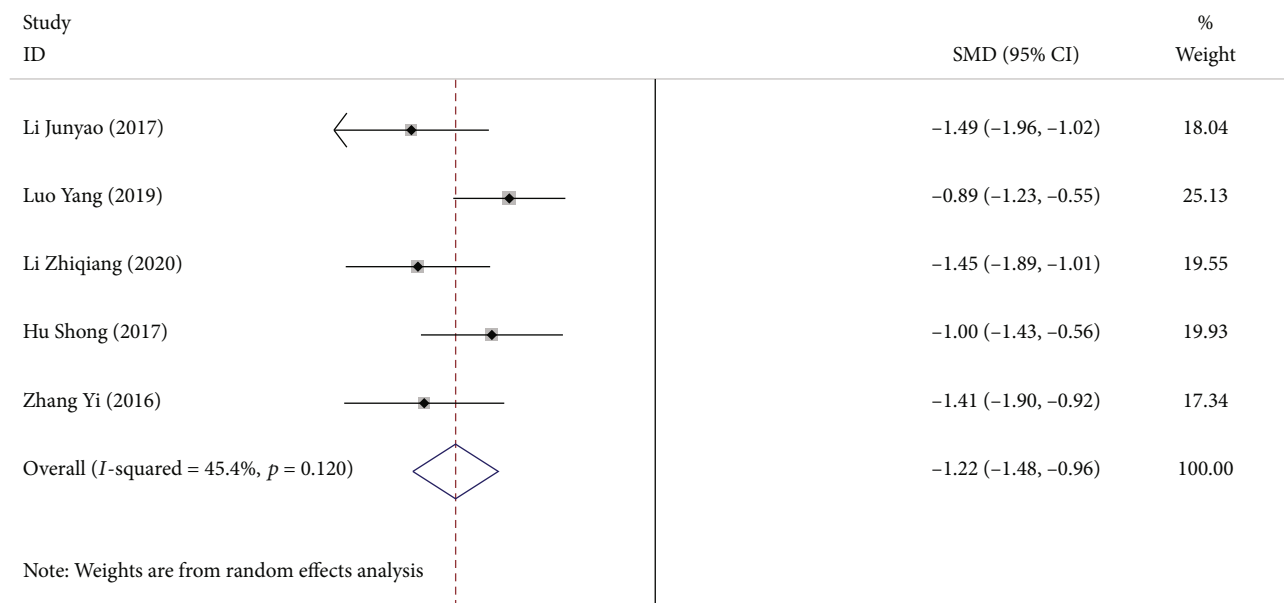 Study %
ID SMD (95% CI) Weight
Li Junyao (2017) –1.49 (–1.96, –1.02) 18.04
Luo Yang (2019) –0.89 (–1.23, –0.55) 25.13
Li Zhiqiang (2020) –1.45 (–1.89, –1.01) 19.55
Hu Shong (2017) –1.00 (–1.43, –0.56) 19.93
Zhang Yi (2016) –1.41 (–1.90, –0.92) 17.34
Overall (I-squared = 45.4%, p = 0.120) –1.22 (–1.48, –0.96) 100.00
Note: Weights are from random effects analysis